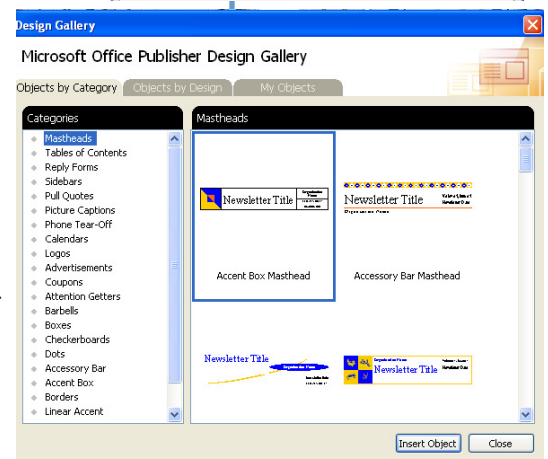 Design Gallery
Microsoft Office Publisher Design Gallery
Objects by Category
Objects by Design
My Objects
Categories
Mastheads
Tables of Contents
Reply Forms
Sidebars
Pull Quotes
Picture Captions
Phone Tear-Off
Calendars
Logos
Advertisements
Coupons
Attention Getters
Barbells
Boxes
Checkerboards
Dots
Accessory Bar
Accent Box
Borders
Linear Accent
Mastheads
Newsletter Title
Accent Box Masthead
Newsletter Title
Accessory Bar Masthead
Newsletter Title
Newsletter Title
Insert Object
Close